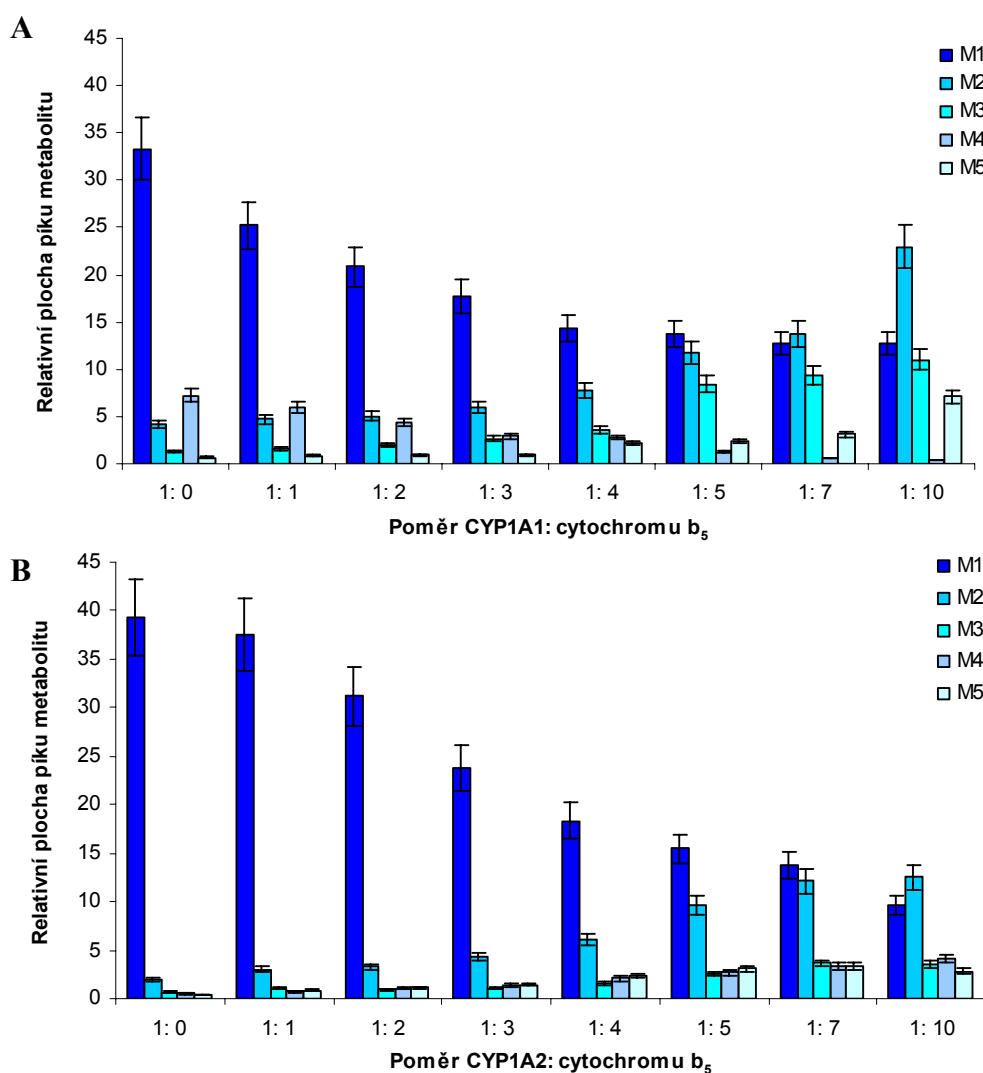 A
45
40
35
30
25
20
15
10
5
0
Relativní plocha píku metabolitu
M1
M2
M3
M4
M5
1: 0 1: 1 1: 2 1: 3 1: 4 1: 5 1: 7 1: 10
Poměr CYP1A1: cytochromu b5
B
45
40
35
30
25
20
15
10
5
0
Relativní plocha píku metabolitu
M1
M2
M3
M4
M5
1: 0 1: 1 1: 2 1: 3 1: 4 1: 5 1: 7 1: 10
Poměr CYP1A2: cytochromu b5